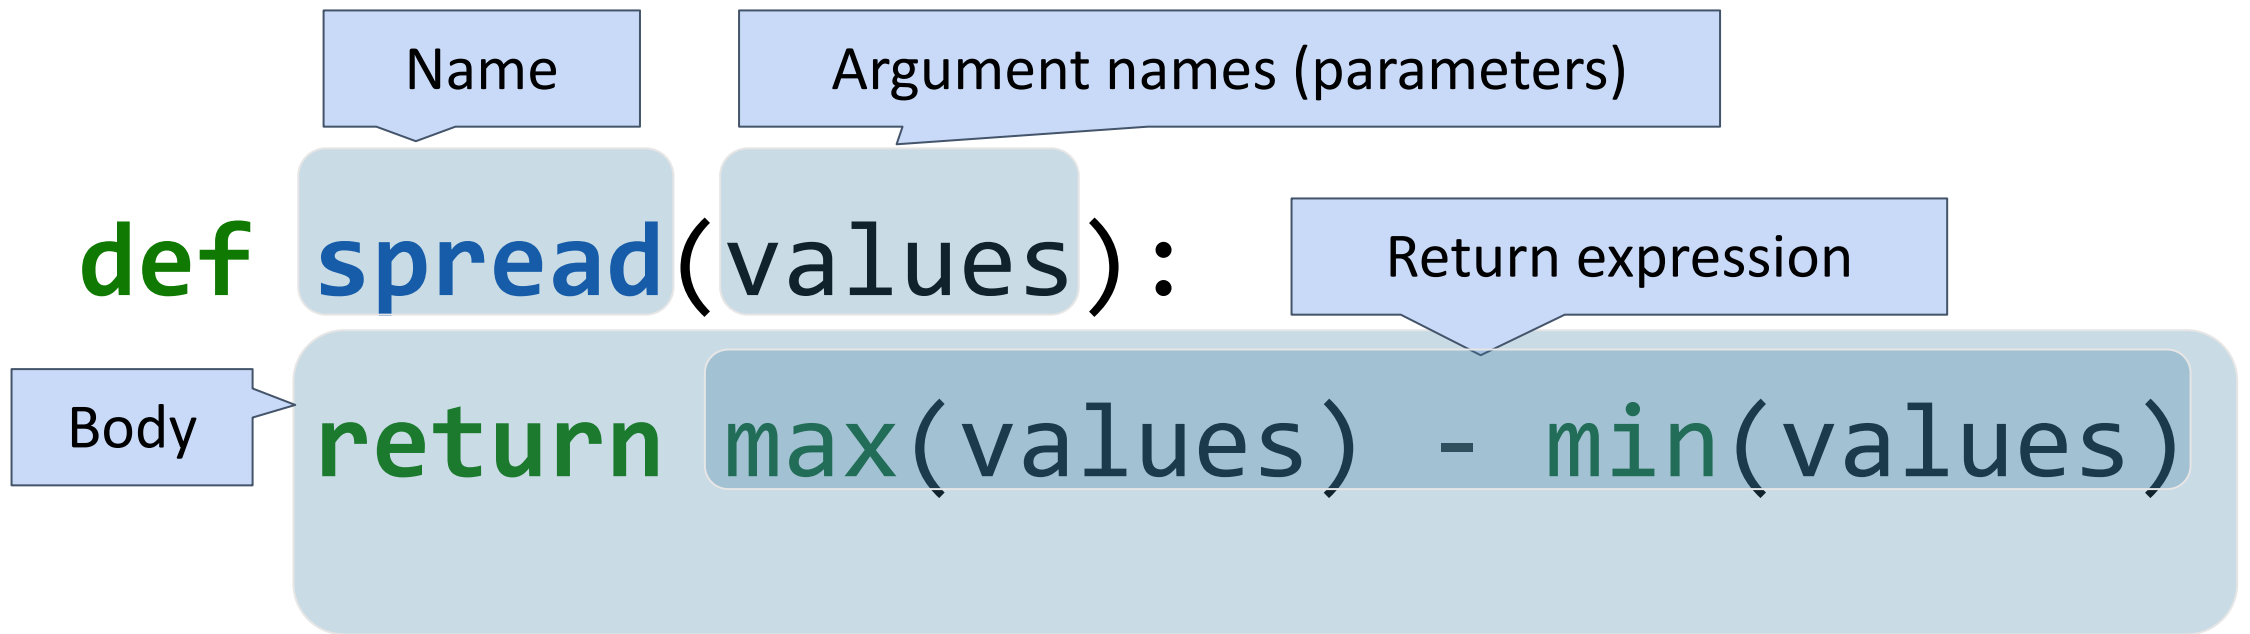 Name
Argument names (parameters)
def spread(values):
Return expression
Body
return max(values) - min(values)